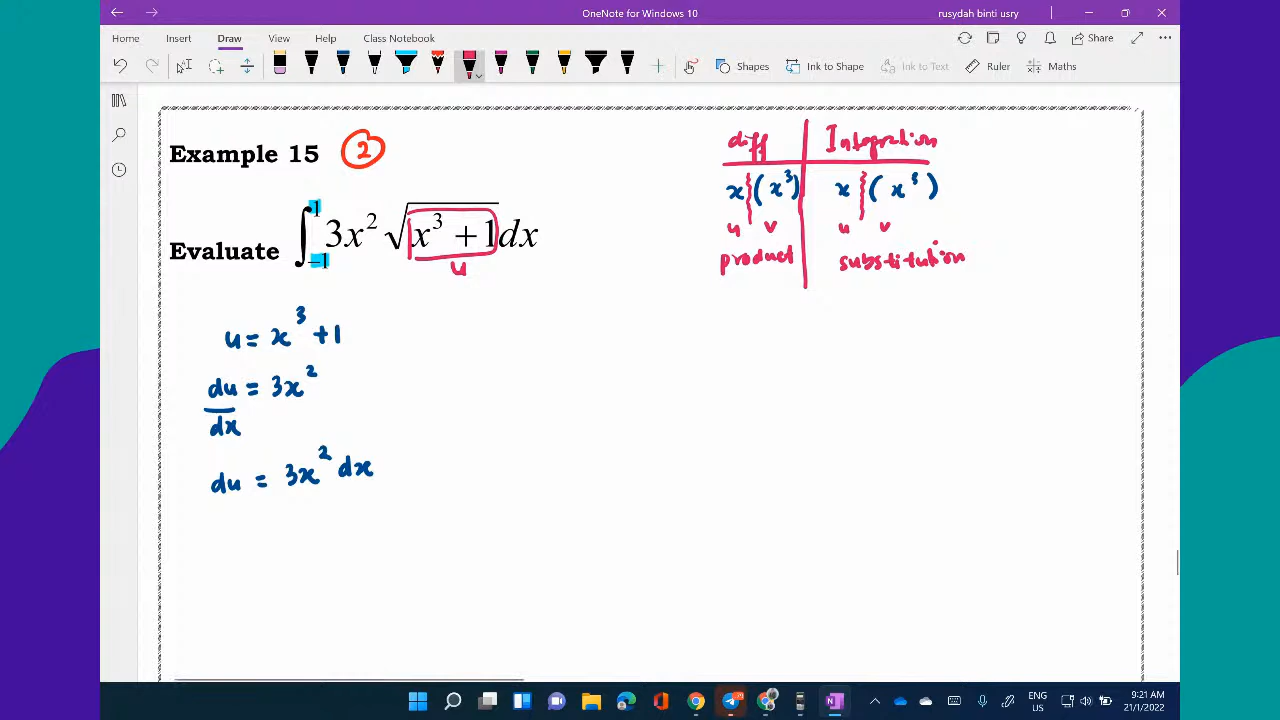 OneNote for Windows 10
rusydah binti usry
Home Insert Draw View Help Class Notebook
Share
Shapes Ink to Shape Ink to Text Ruler Maths
Example 15 2
diff Integration
x (x³) x (x³)
u v u v
product substitution
Evaluate ∫₋₁¹ 3x² √(x³ + 1) dx
u
u = x³ + 1
du/dx = 3x²
du = 3x² dx
ENG
US
9:21 AM
21/1/2022